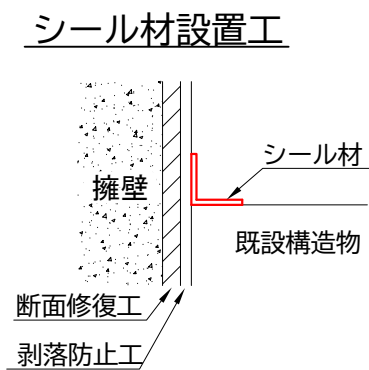 シール材設置工
シール材
擁壁
既設構造物
断面修復工
剥落防止工